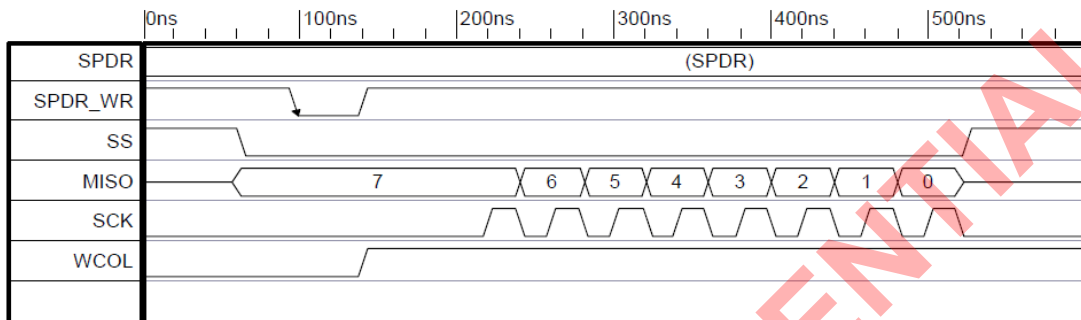 0ns 100ns 200ns 300ns 400ns 500ns
SPDR (SPDR)
SPDR_WR
SS
MISO 7 6 5 4 3 2 1 0
SCK
WCOL
ENTIAL